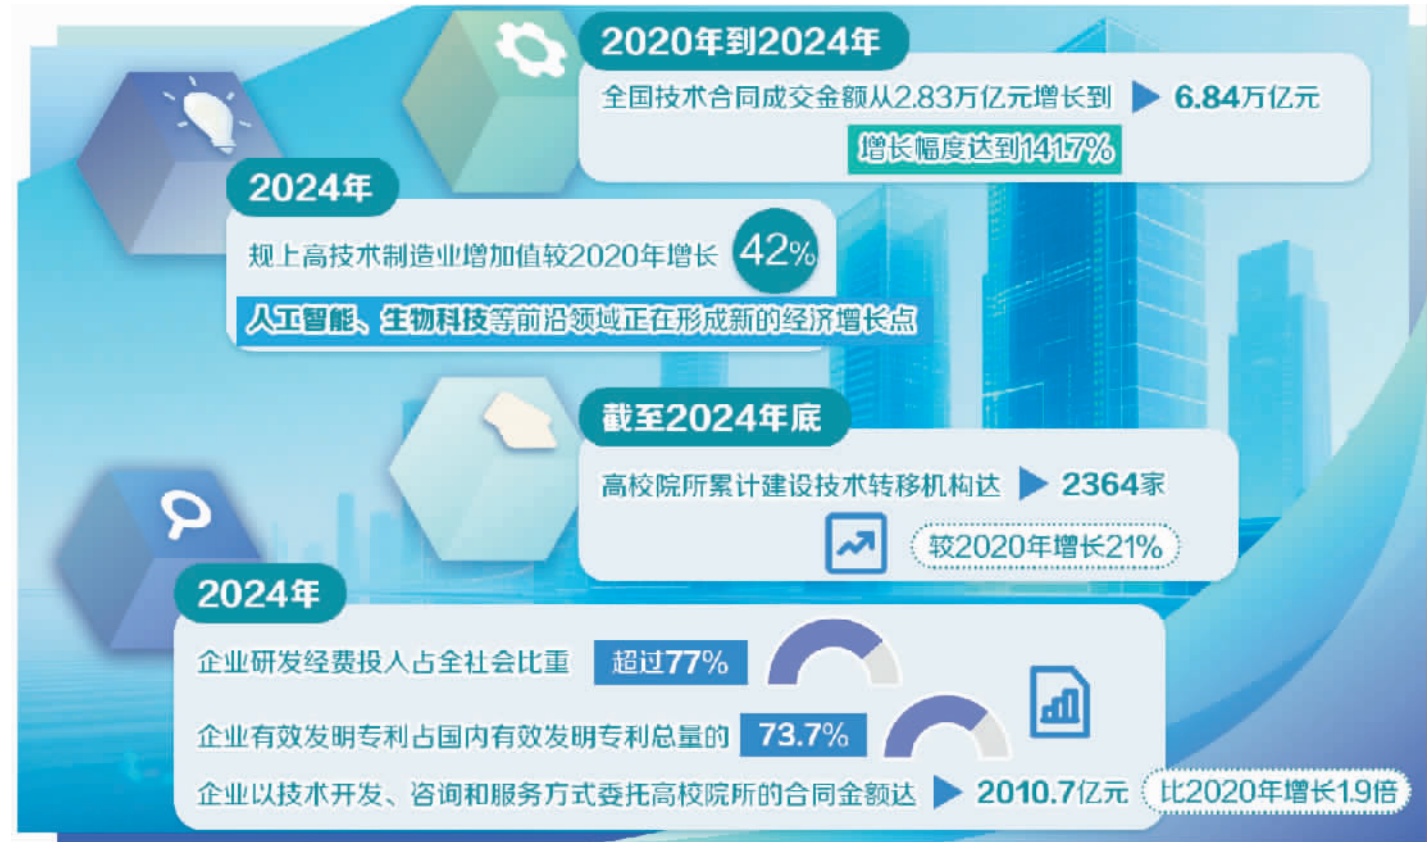 2020年到2024年
全国技术合同成交金额从2.83万亿元增长到 6.84万亿元
增长幅度达到141.7%
2024年
规上高技术制造业增加值较2020年增长 42%
人工智能、生物科技等前沿领域正在形成新的经济增长点
截至2024年底
高校院所累计建设技术转移机构达 2364家
较2020年增长21%
2024年
企业研发经费投入占全社会比重 超过77%
企业有效发明专利占国内有效发明专利总量的 73.7%
企业以技术开发、咨询和服务方式委托高校院所的合同金额达 2010.7亿元 比2020年增长1.9倍